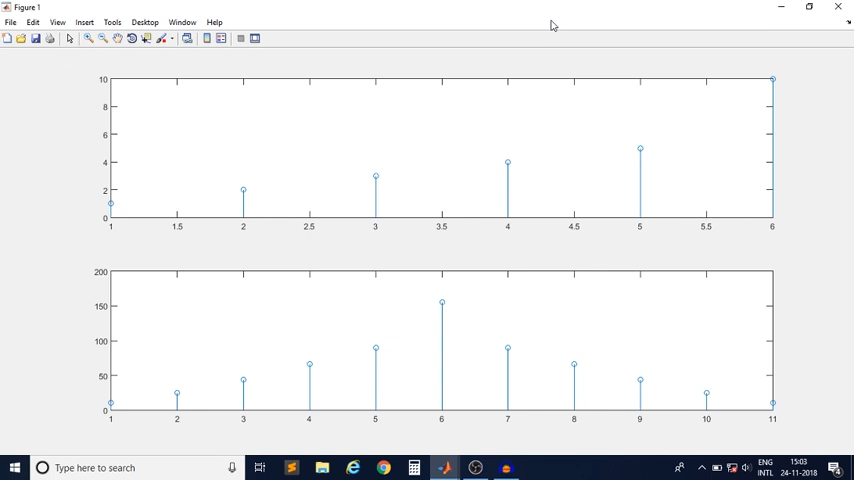 Figure 1
File Edit View Insert Tools Desktop Window Help
10
8
6
4
2
0
1 1.5 2 2.5 3 3.5 4 4.5 5 5.5 6
200
150
100
50
0
1 2 3 4 5 6 7 8 9 10 11
Type here to search
ENG 15:03
INTL 24-11-2018 4